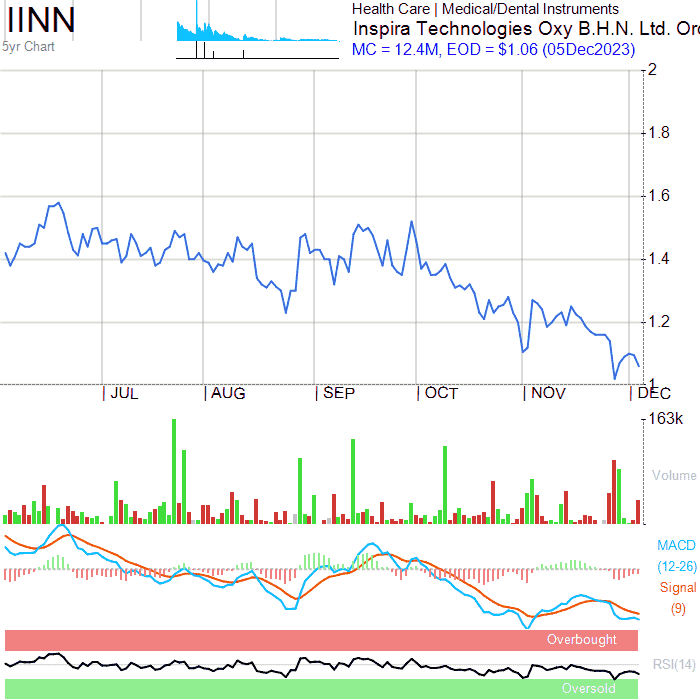 IINN
5yr Chart
Health Care | Medical/Dental Instruments
Inspira Technologies Oxy B.H.N. Ltd. Ord
MC = 12.4M, EOD = $1.06 (05Dec2023)
2
1.8
1.6
1.4
1.2
1
JUL AUG SEP OCT NOV DEC
163k
Volume
MACD
(12-26)
Signal
(9)
Overbought
RSI(14)
Oversold